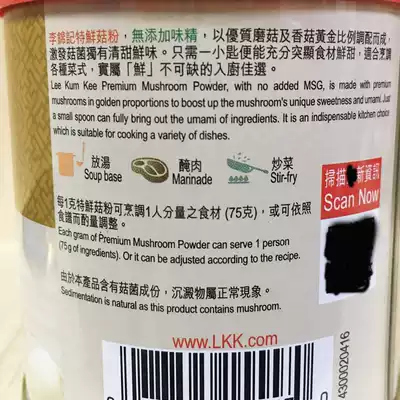 李錦記特鮮菇粉，無添加味精，以優質磨菇及香菇黃金比例調配而成，
激發菇菌獨有清甜鮮味。只需一小匙便能充分突顯食材鮮甜，適合烹調
各種菜式，實屬「鮮」不可缺的入廚佳選。
Lee Kum Kee Premium Mushroom Powder, with no added MSG, is made with premium
mushrooms in golden proportions to boost up the mushroom's unique sweetness and umami. Just
a small spoon can fully bring out the umami of ingredients. It is an indispensable kitchen choice
which is suitable for cooking a variety of dishes.
放湯
Soup base
醃肉
Marinade
炒菜
Stir-fry
掃描 新資訊
Scan Now
每1克特鮮菇粉可烹調1人分量之食材 (75克)，或可依照
食譜而酌量調整。
Each gram of Premium Mushroom Powder can serve 1 person
(75g of ingredients). Or it can be adjusted according to the recipe.
由於本產品含有菇菌成份，沉澱物屬正常現象。
Sedimentation is natural as this product contains mushroom.
www.LKK.com
4300020416